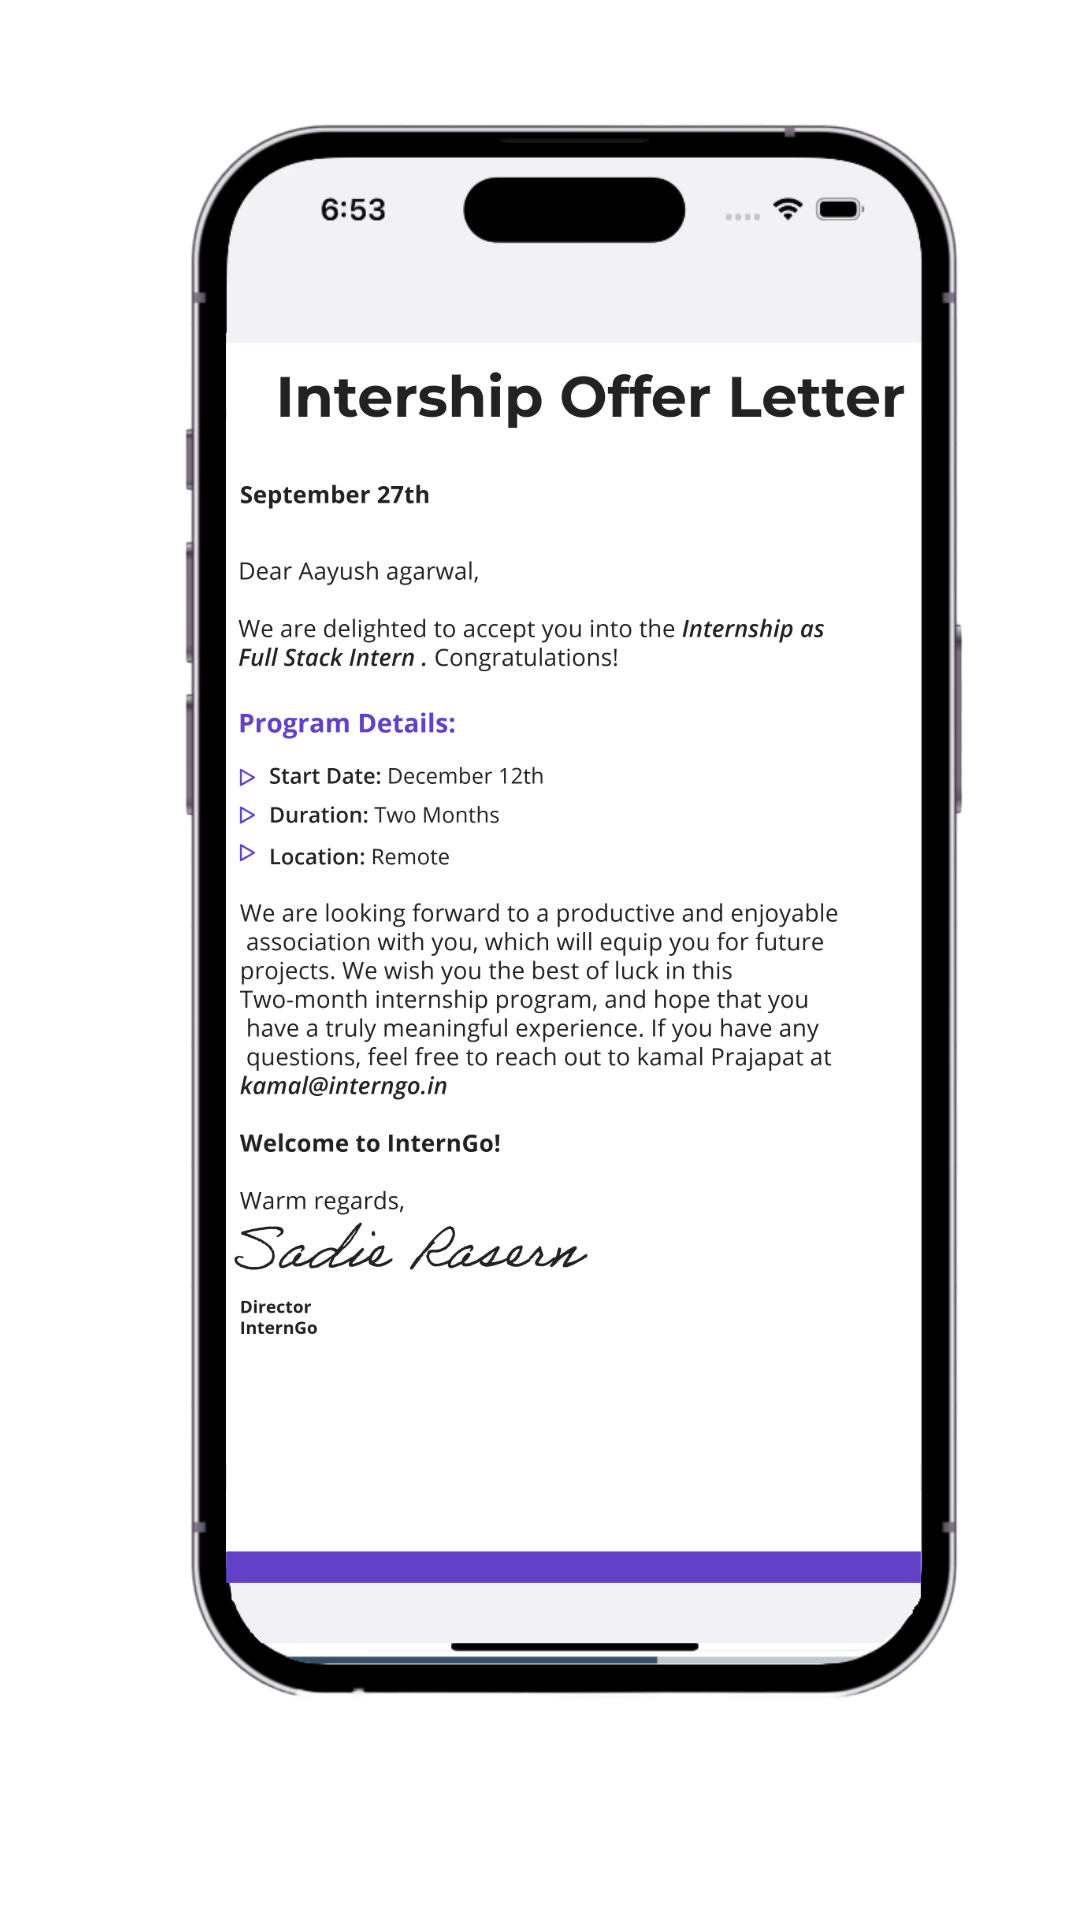 6:53
Intership Offer Letter
September 27th
Dear Aayush agarwal,
We are delighted to accept you into the Internship as
Full Stack Intern . Congratulations!
Program Details:
Start Date: December 12th
Duration: Two Months
Location: Remote
We are looking forward to a productive and enjoyable
association with you, which will equip you for future
projects. We wish you the best of luck in this
Two-month internship program, and hope that you
have a truly meaningful experience. If you have any
questions, feel free to reach out to kamal Prajapat at
kamal@interngo.in
Welcome to InternGo!
Warm regards,
Sadie Rasern
Director
InternGo